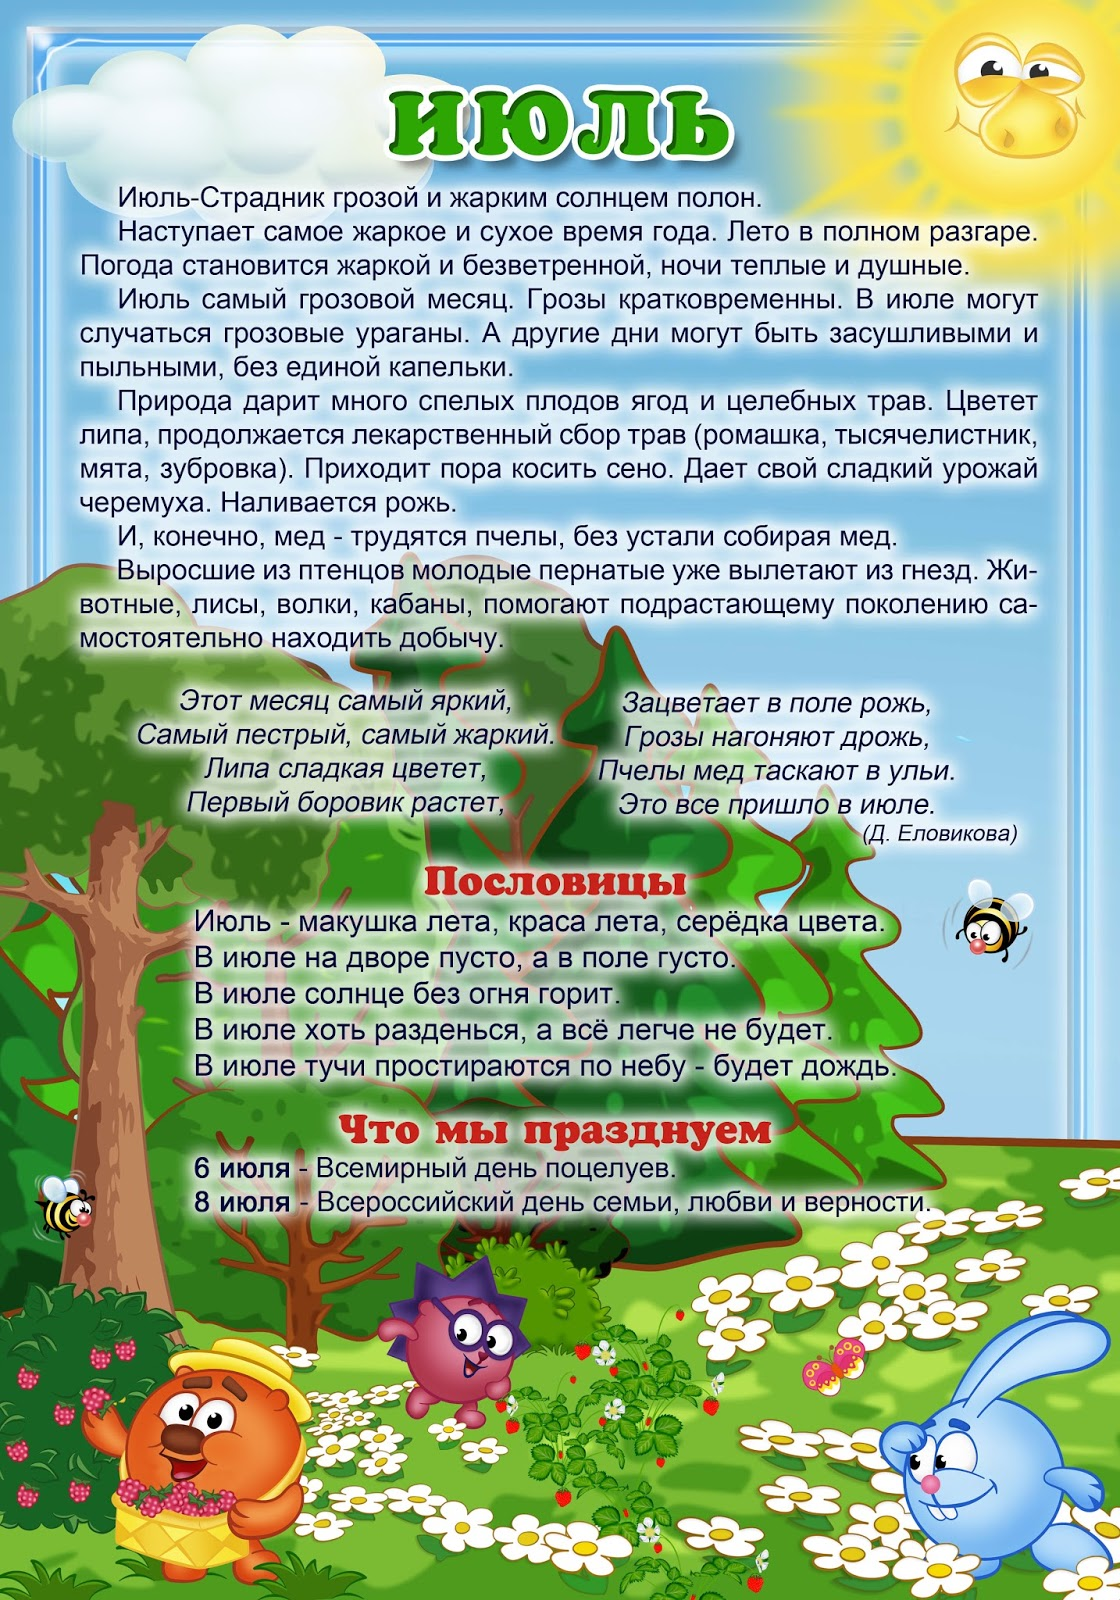 июль
Июль-Страдник грозой и жарким солнцем полон.
Наступает самое жаркое и сухое время года. Лето в полном разгаре.
Погода становится жаркой и безветренной, ночи теплые и душные.
Июль самый грозовой месяц. Грозы кратковременны. В июле могут
случаться грозовые ураганы. А другие дни могут быть засушливыми и
пыльными, без единой капельки.
Природа дарит много спелых плодов ягод и целебных трав. Цветет
липа, продолжается лекарственный сбор трав (ромашка, тысячелистник,
мята, зубровка). Приходит пора косить сено. Дает свой сладкий урожай
черемуха. Наливается рожь.
И, конечно, мед - трудятся пчелы, без устали собирая мед.
Выросшие из птенцов молодые пернатые уже вылетают из гнезд. Жи-
вотные, лисы, волки, кабаны, помогают подрастающему поколению са-
мостоятельно находить добычу.
Этот месяц самый яркий,
Самый пестрый, самый жаркий.
Липа сладкая цветет,
Первый боровик растет,
Зацветает в поле рожь,
Грозы нагоняют дрожь,
Пчелы мед таскают в ульи.
Это все пришло в июле.
(Д. Еловикова)
Пословицы
Июль - макушка лета, краса лета, серёдка цвета.
В июле на дворе пусто, а в поле густо.
В июле солнце без огня горит.
В июле хоть разденься, а всё легче не будет.
В июле тучи простираются по небу - будет дождь.
Что мы празднуем
6 июля - Всемирный день поцелуев.
8 июля - Всероссийский день семьи, любви и верности.